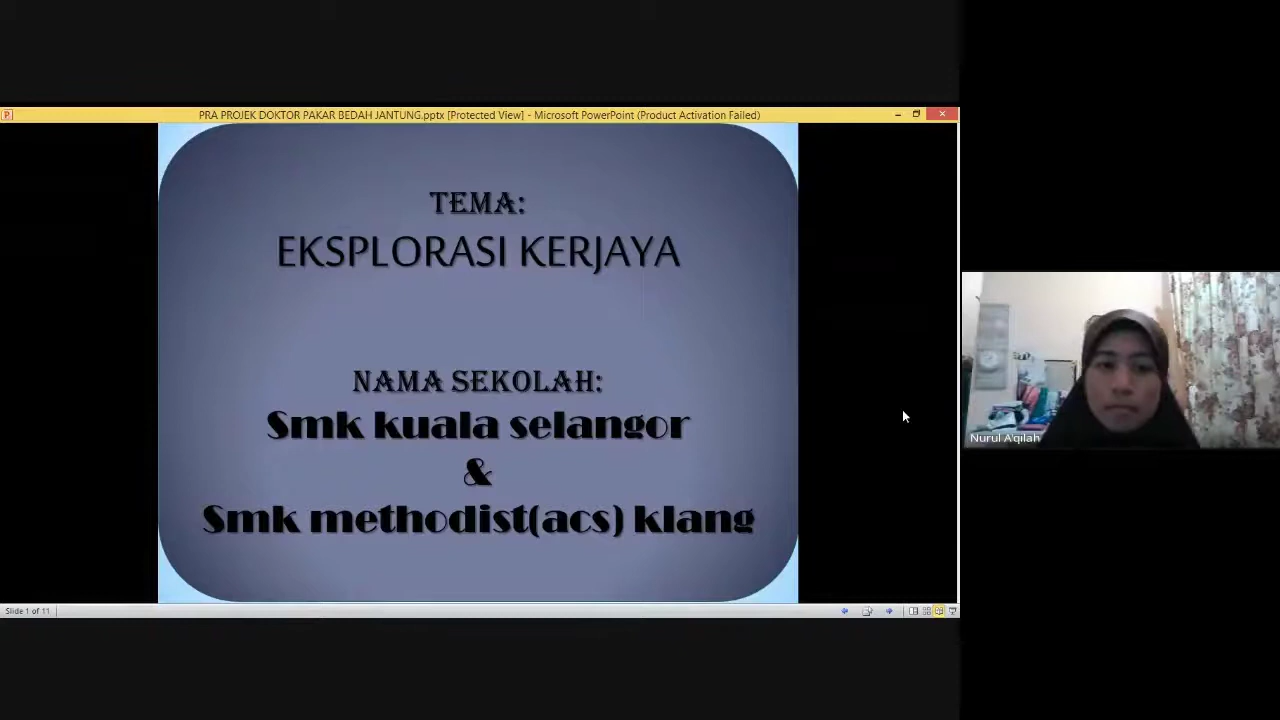 PRA PROJEK DOKTOR PAKAR BEDAH JANTUNG.pptx [Protected View] - Microsoft PowerPoint (Product Activation Failed)
TEMA:
EKSPLORASI KERJAYA
NAMA SEKOLAH:
Smk kuala selangor
&
Smk methodist(acs) klang
Nurul A'qilah
Slide 1 of 11